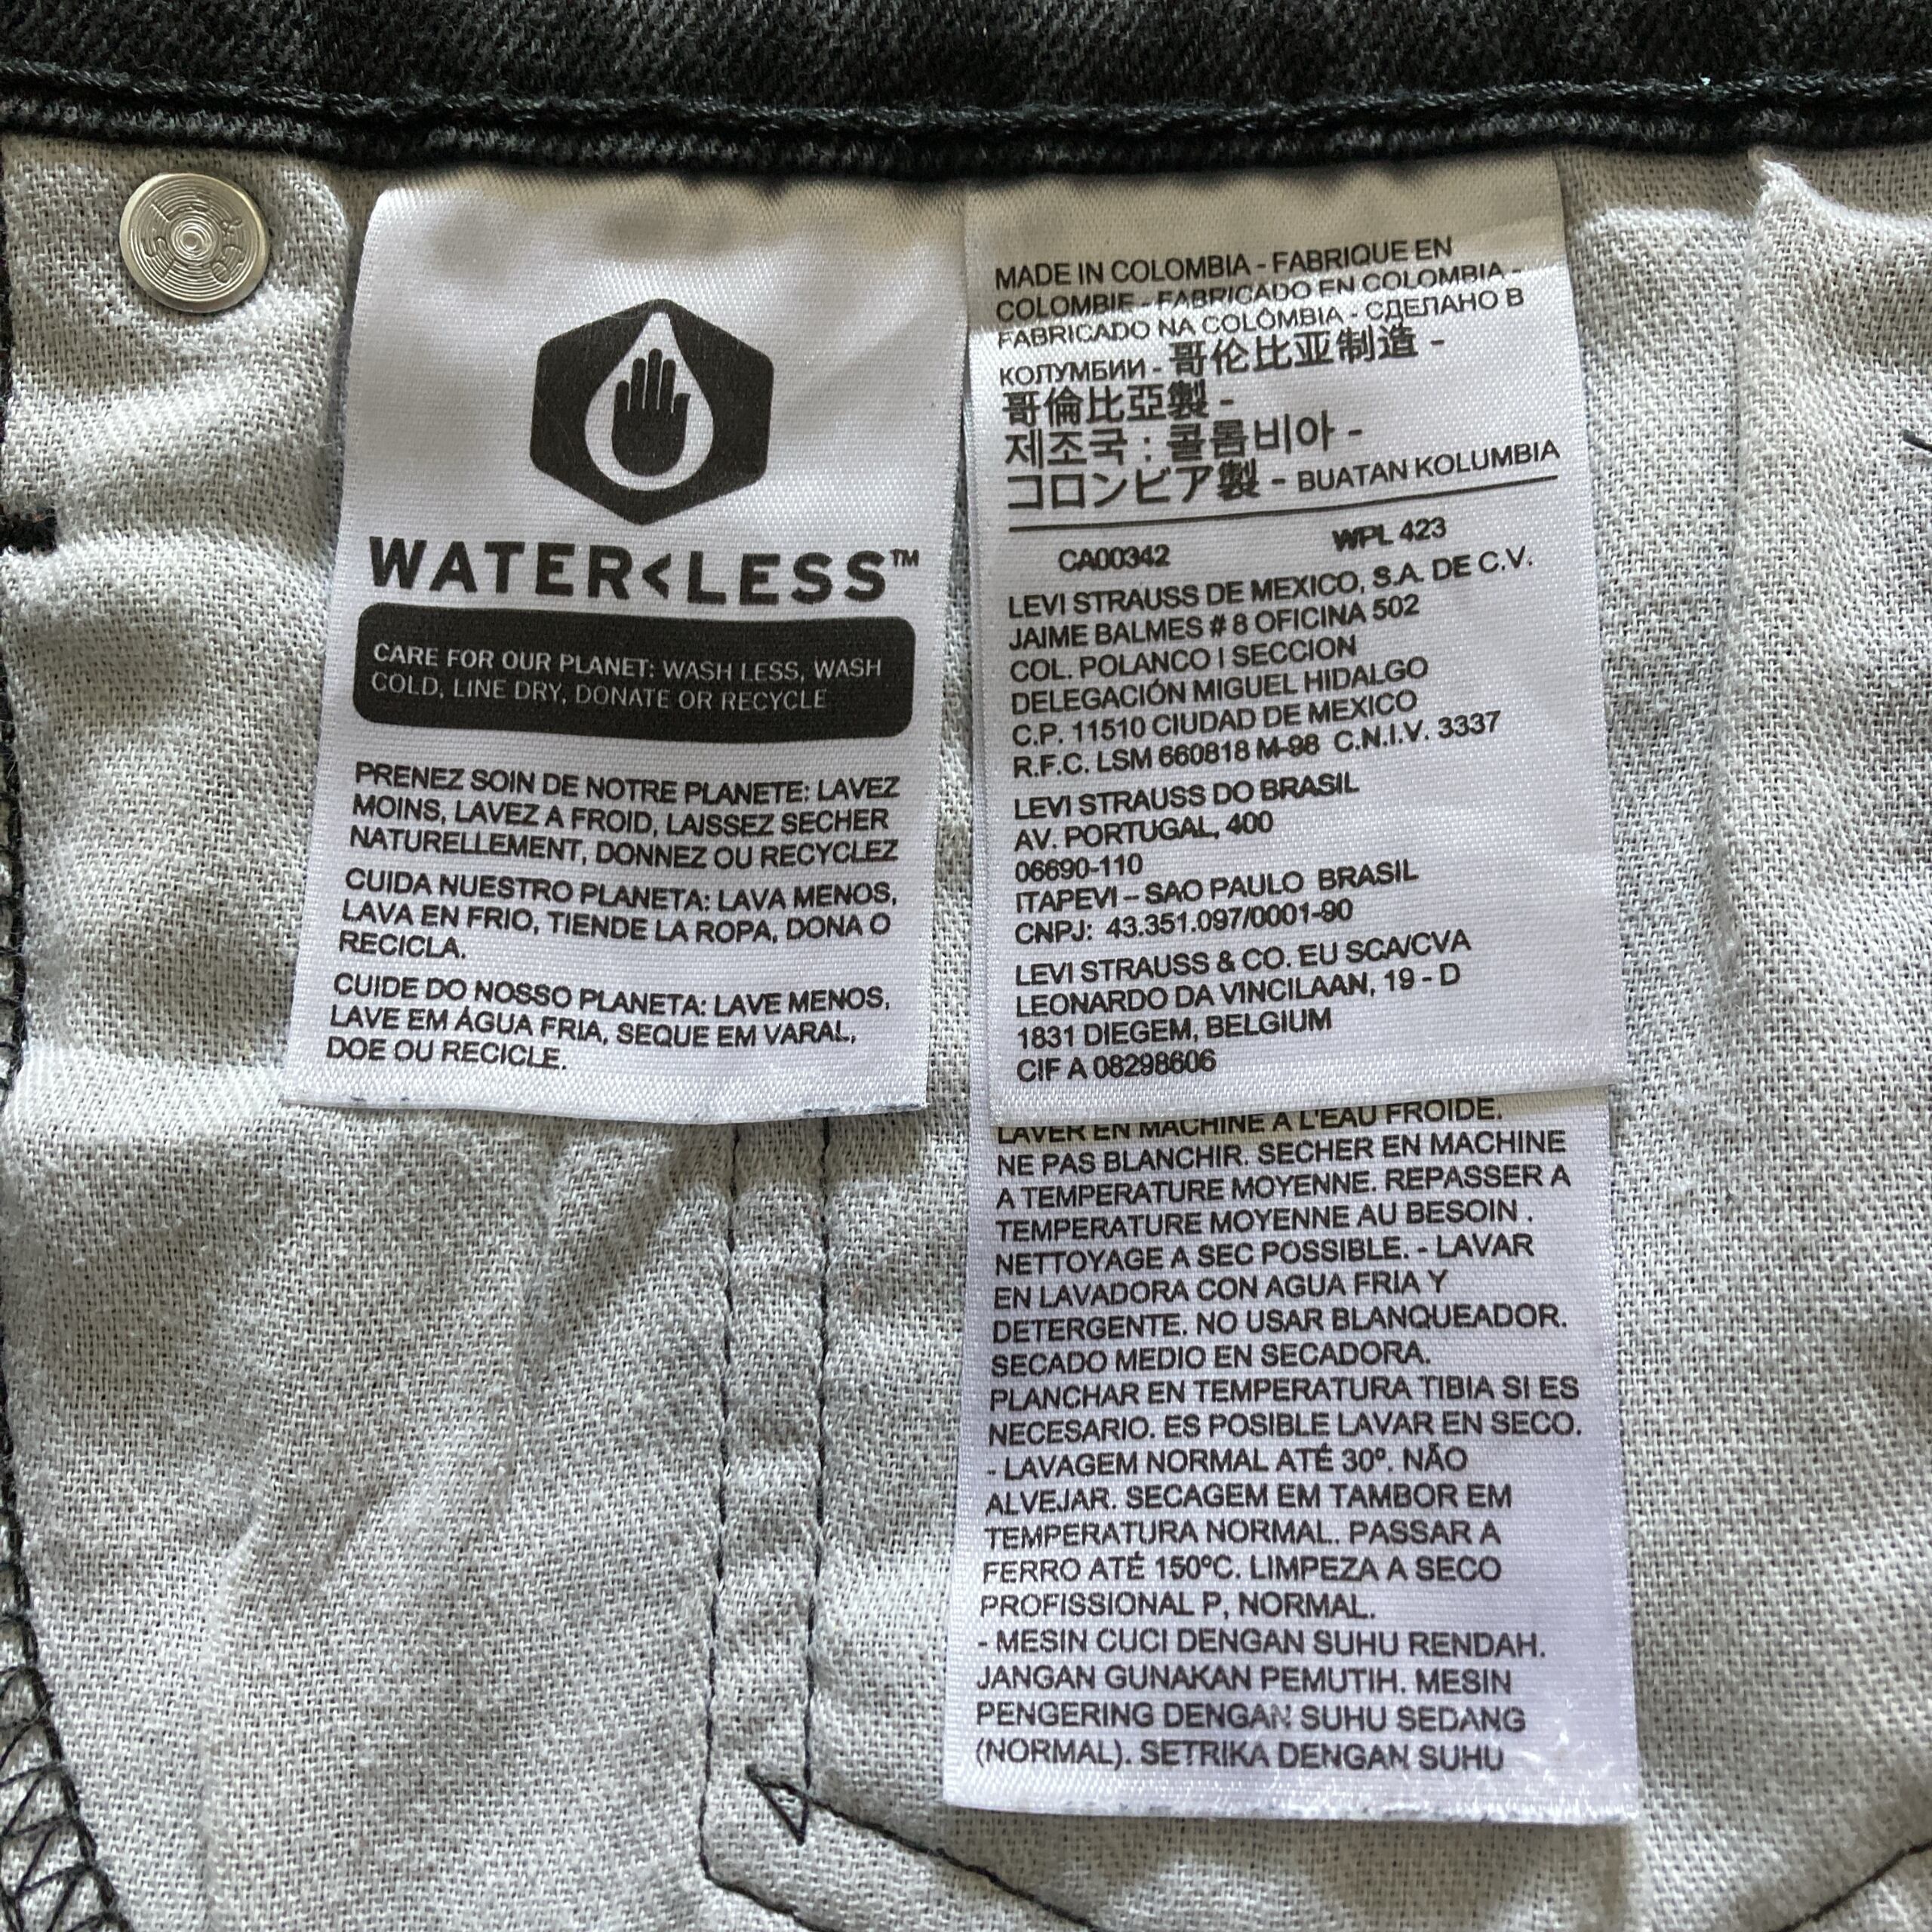 WATER<LESS™
CARE FOR OUR PLANET: WASH LESS, WASH
COLD, LINE DRY, DONATE OR RECYCLE
PRENEZ SOIN DE NOTRE PLANETE: LAVEZ
MOINS, LAVEZ A FROID, LAISSEZ SECHER
NATURELLEMENT, DONNEZ OU RECYCLEZ
CUIDA NUESTRO PLANETA: LAVA MENOS,
LAVA EN FRIO, TIENDE LA ROPA, DONA O
RECICLA.
CUIDE DO NOSSO PLANETA: LAVE MENOS,
LAVE EM ÁGUA FRIA, SEQUE EM VARAL,
DOE OU RECICLE.
MADE IN COLOMBIA - FABRIQUE EN
COLOMBIE - FABRICADO EN COLOMBIA -
FABRICADO NA COLÔMBIA - СДЕЛАНО В
КОЛУМБИИ - 哥伦比亚制造 -
哥倫比亞製 -
제조국 : 콜롬비아 -
コロンビア製 - BUATAN KOLUMBIA
CA00342 WPL 423
LEVI STRAUSS DE MEXICO, S.A. DE C.V.
JAIME BALMES # 8 OFICINA 502
COL. POLANCO I SECCION
DELEGACIÓN MIGUEL HIDALGO
C.P. 11510 CIUDAD DE MEXICO
R.F.C. LSM 660818 M-98 C.N.I.V. 3337
LEVI STRAUSS DO BRASIL
AV. PORTUGAL, 400
06690-110
ITAPEVI – SAO PAULO BRASIL
CNPJ: 43.351.097/0001-90
LEVI STRAUSS & CO. EU SCA/CVA
LEONARDO DA VINCILAAN, 19 - D
1831 DIEGEM, BELGIUM
CIF A 08298606
LAVER EN MACHINE A L'EAU FROIDE.
NE PAS BLANCHIR. SECHER EN MACHINE
A TEMPERATURE MOYENNE. REPASSER A
TEMPERATURE MOYENNE AU BESOIN .
NETTOYAGE A SEC POSSIBLE. - LAVAR
EN LAVADORA CON AGUA FRIA Y
DETERGENTE. NO USAR BLANQUEADOR.
SECADO MEDIO EN SECADORA.
PLANCHAR EN TEMPERATURA TIBIA SI ES
NECESARIO. ES POSIBLE LAVAR EN SECO.
- LAVAGEM NORMAL ATÉ 30º. NÃO
ALVEJAR. SECAGEM EM TAMBOR EM
TEMPERATURA NORMAL. PASSAR A
FERRO ATÉ 150ºC. LIMPEZA A SECO
PROFISSIONAL P, NORMAL.
- MESIN CUCI DENGAN SUHU RENDAH.
JANGAN GUNAKAN PEMUTIH. MESIN
PENGERING DENGAN SUHU SEDANG
(NORMAL). SETRIKA DENGAN SUHU